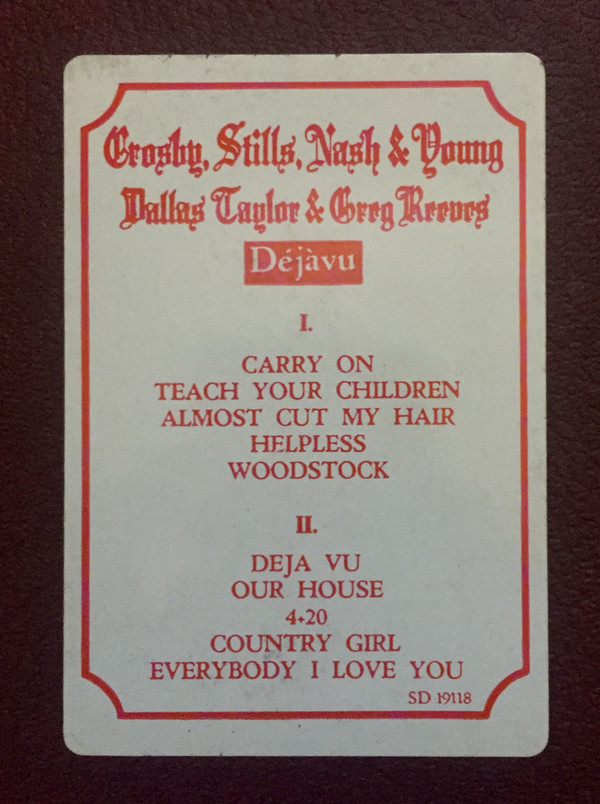 Crosby, Stills, Nash & Young
Dallas Taylor & Greg Reeves
Déjàvu
I.
CARRY ON
TEACH YOUR CHILDREN
ALMOST CUT MY HAIR
HELPLESS
WOODSTOCK
II.
DEJA VU
OUR HOUSE
4+20
COUNTRY GIRL
EVERYBODY I LOVE YOU
SD 19118